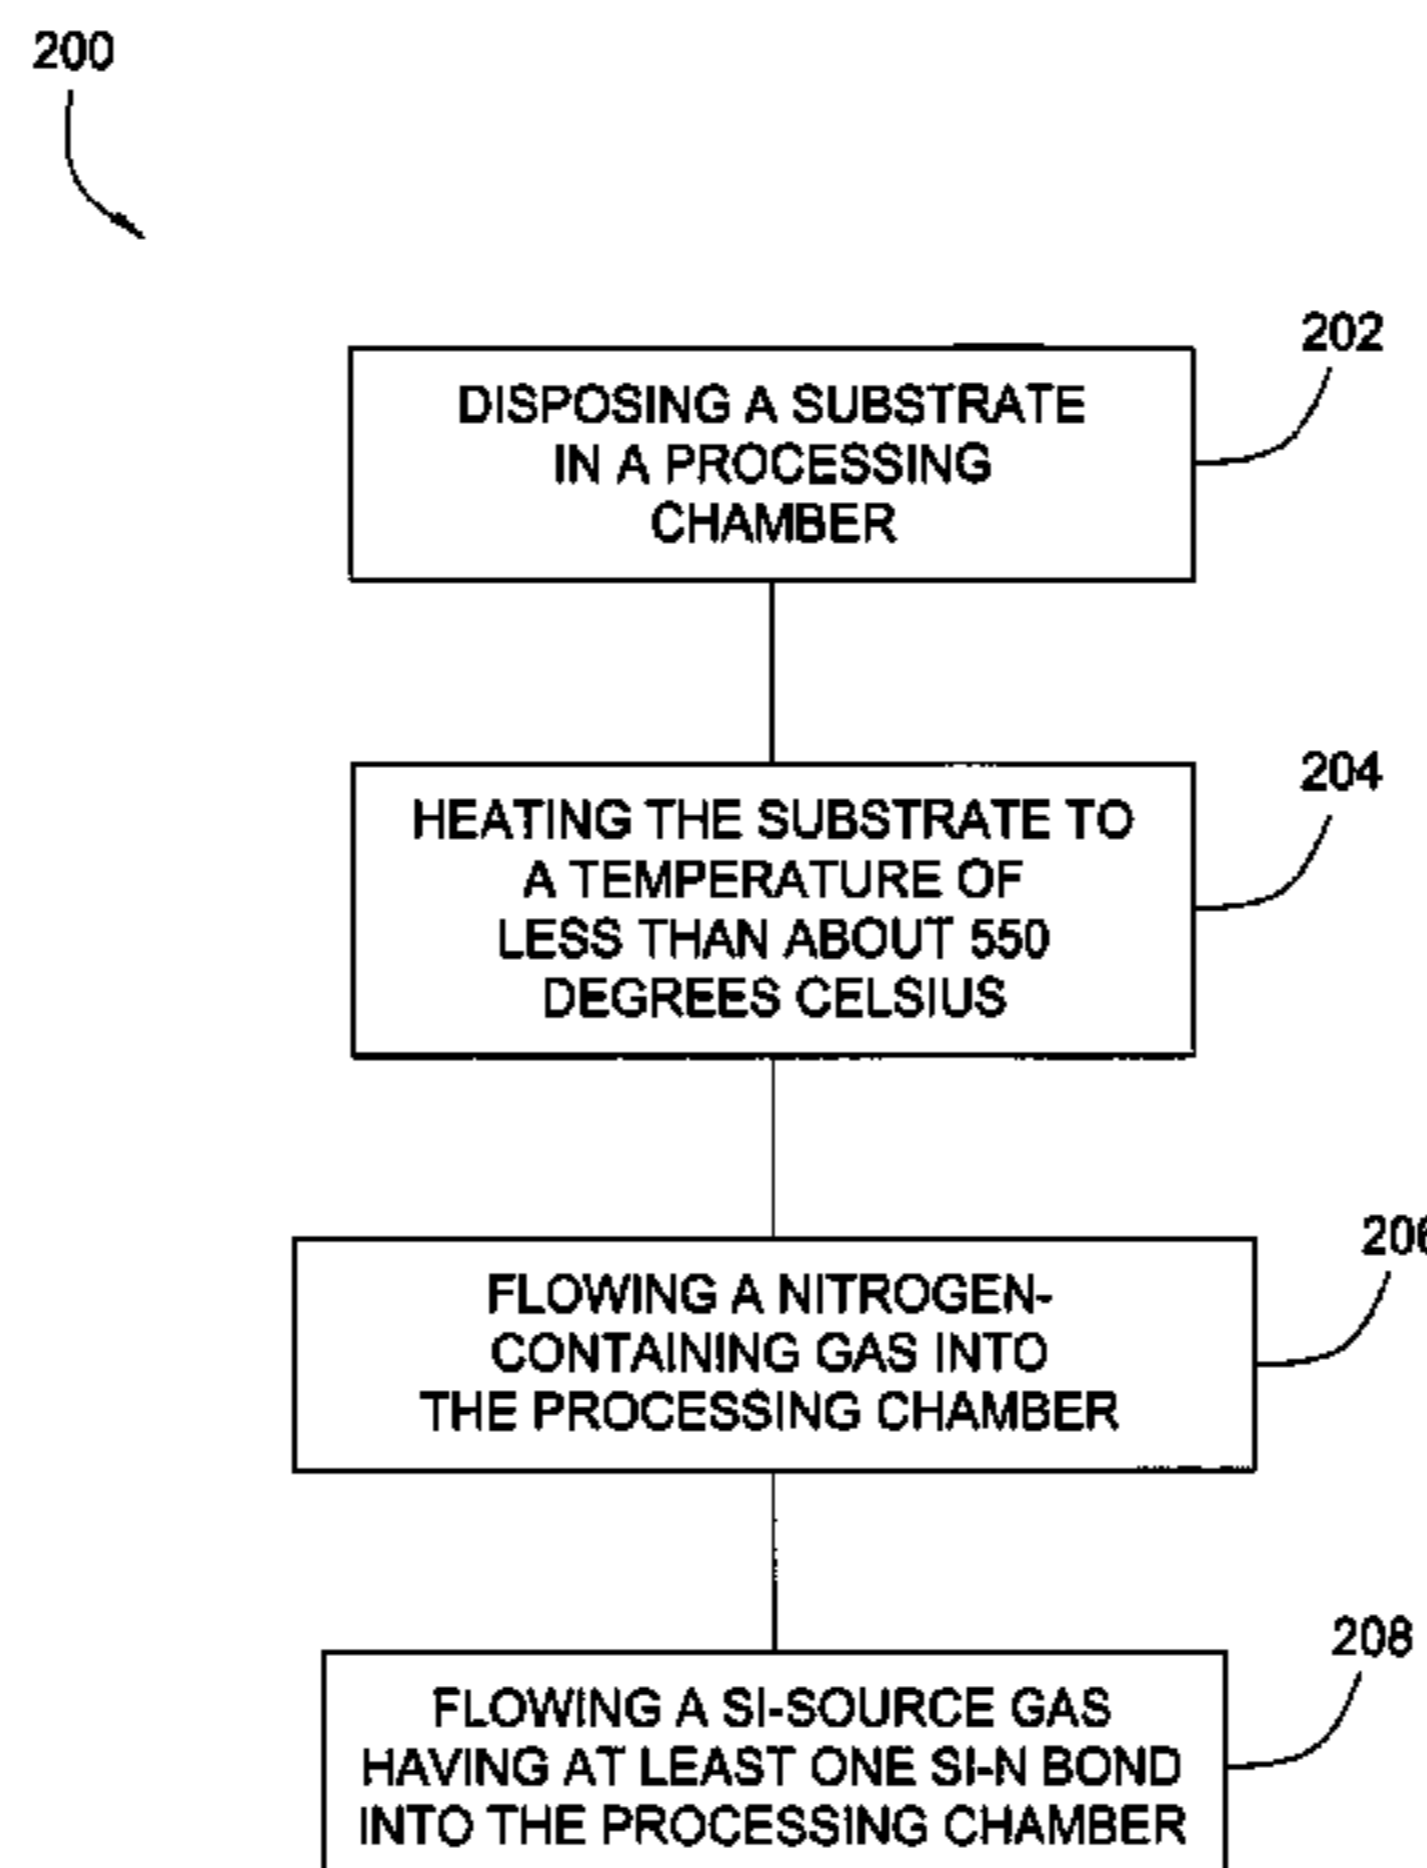 200
202
DISPOSING A SUBSTRATE
IN A PROCESSING
CHAMBER
204
HEATING THE SUBSTRATE TO
A TEMPERATURE OF
LESS THAN ABOUT 550
DEGREES CELSIUS
206
FLOWING A NITROGEN-
CONTAINING GAS INTO
THE PROCESSING CHAMBER
208
FLOWING A SI-SOURCE GAS
HAVING AT LEAST ONE SI-N BOND
INTO THE PROCESSING CHAMBER